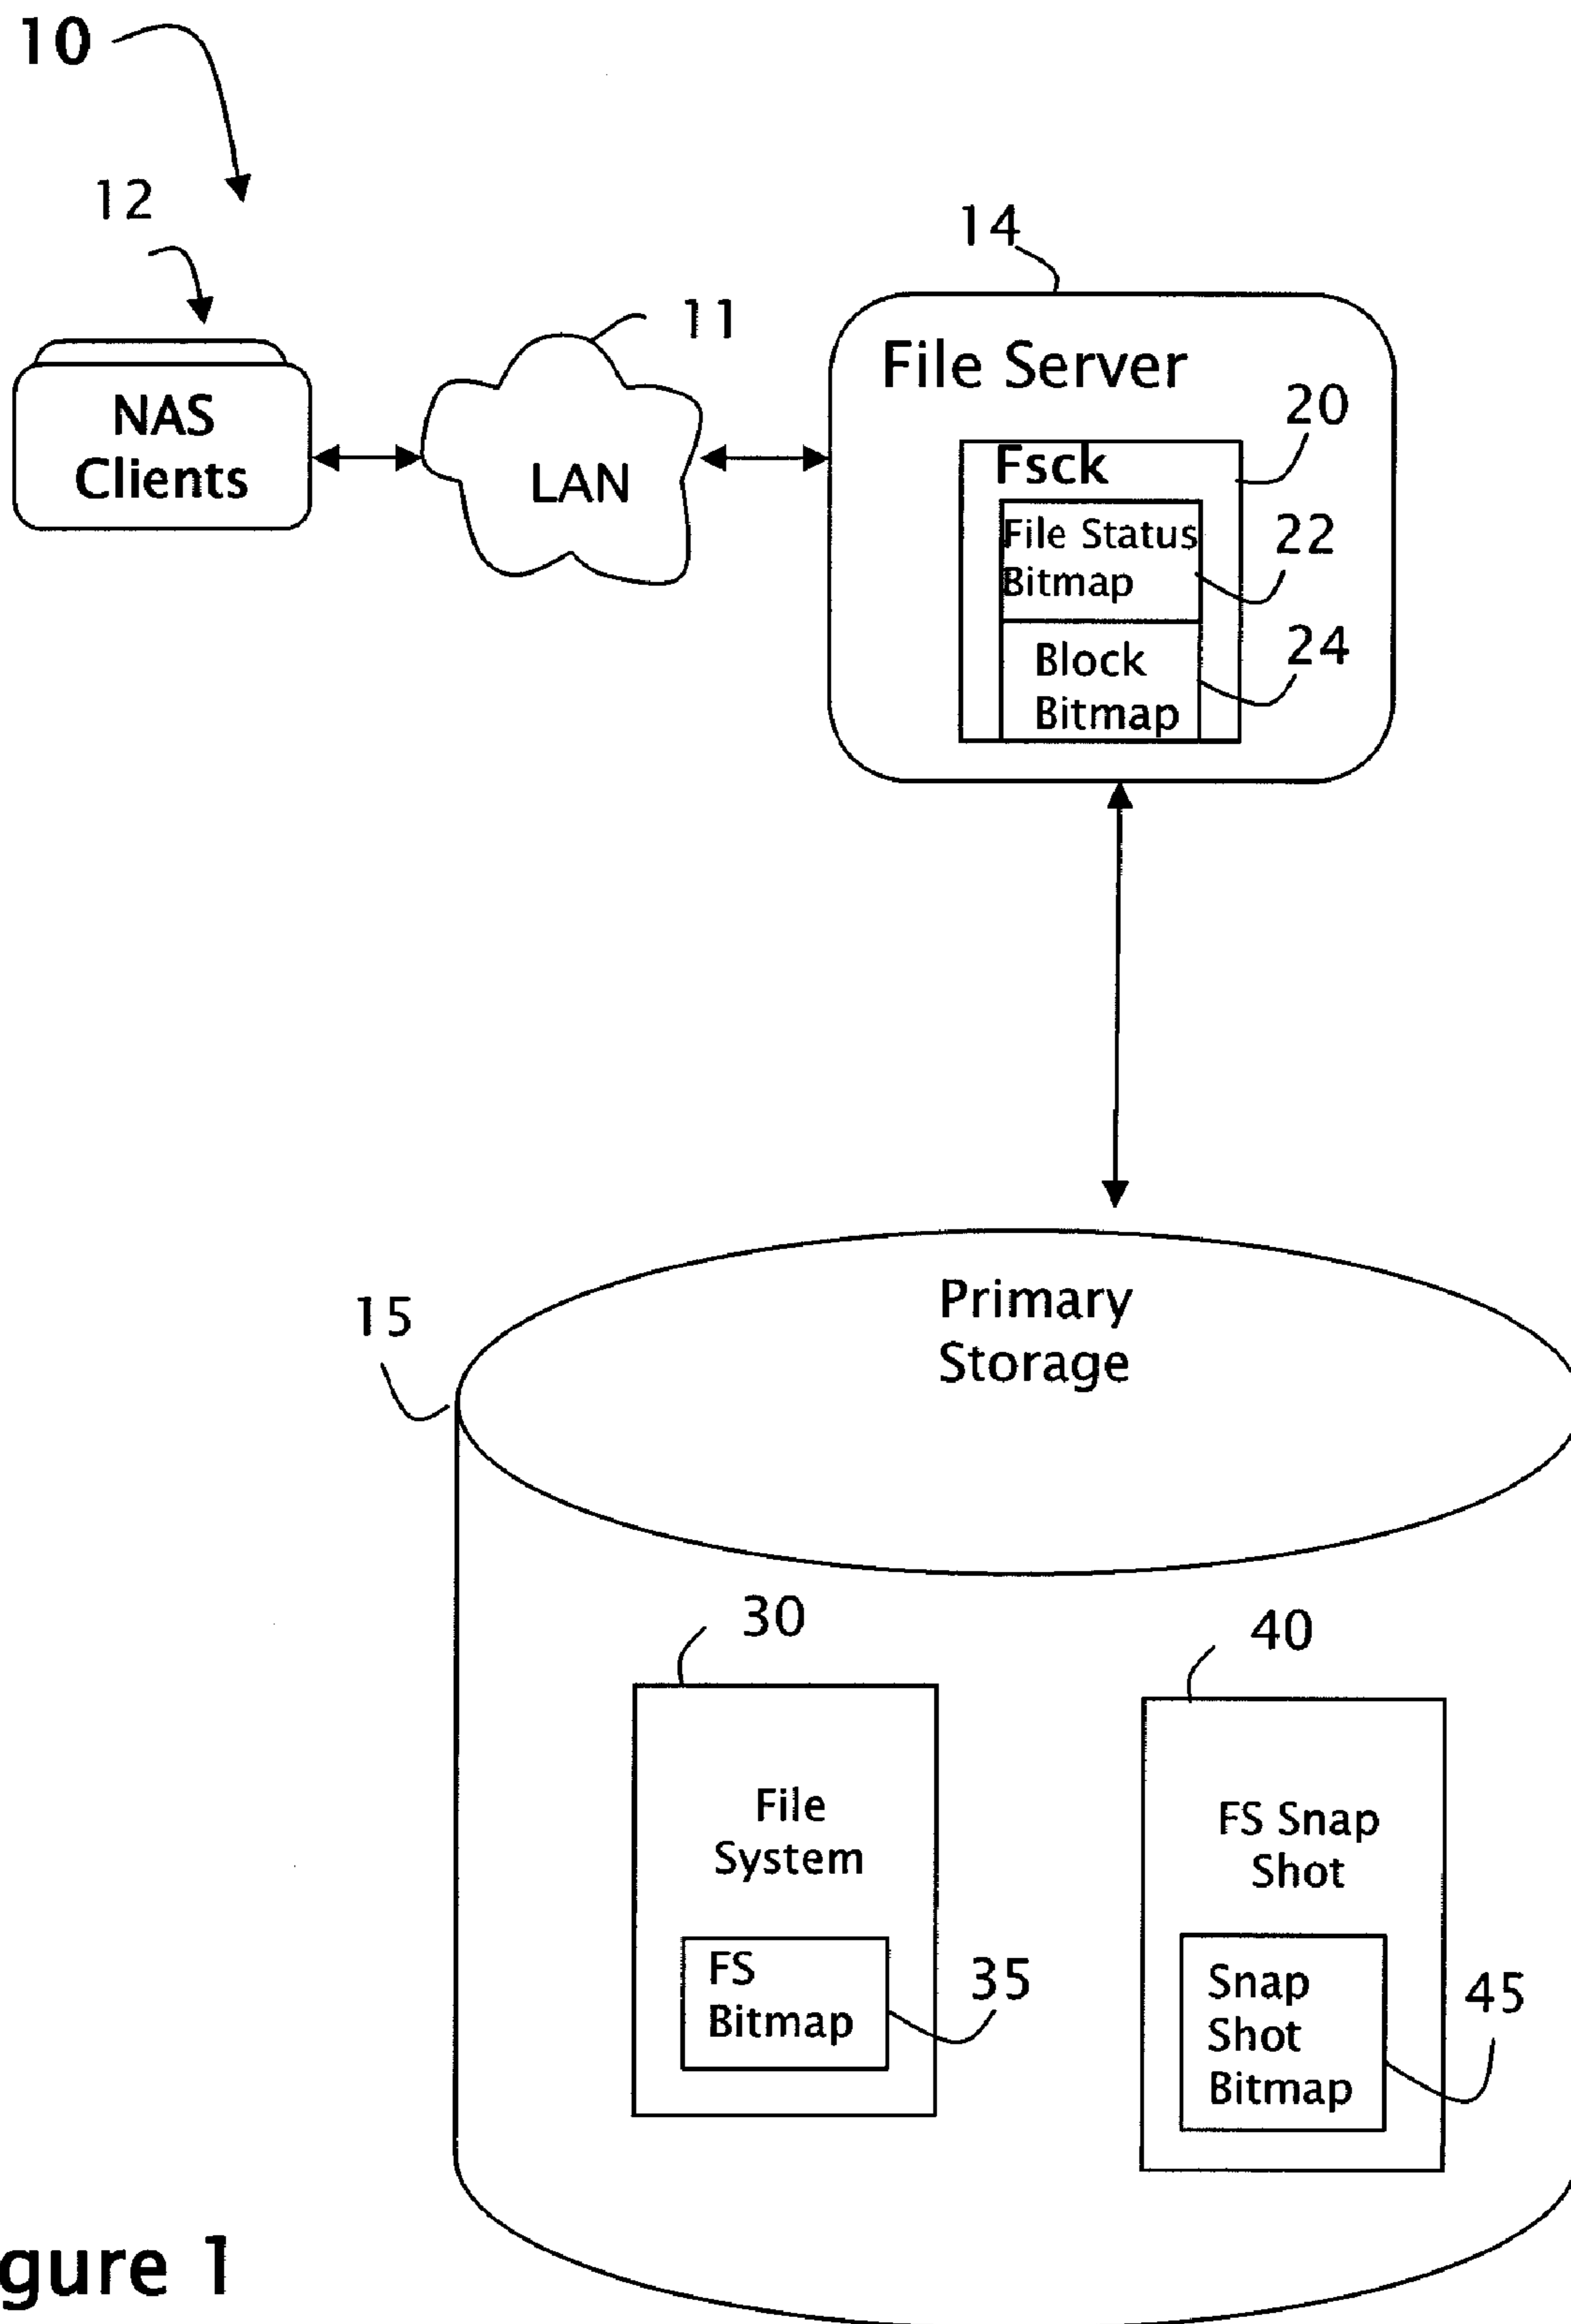 10
12
14
11
File Server
20
NAS
Clients
LAN
Fsck
File Status
Bitmap
22
Block
Bitmap
24
Primary
Storage
15
30
40
File
System
FS Snap
Shot
FS
Bitmap
35
Snap
Shot
Bitmap
45
gure 1